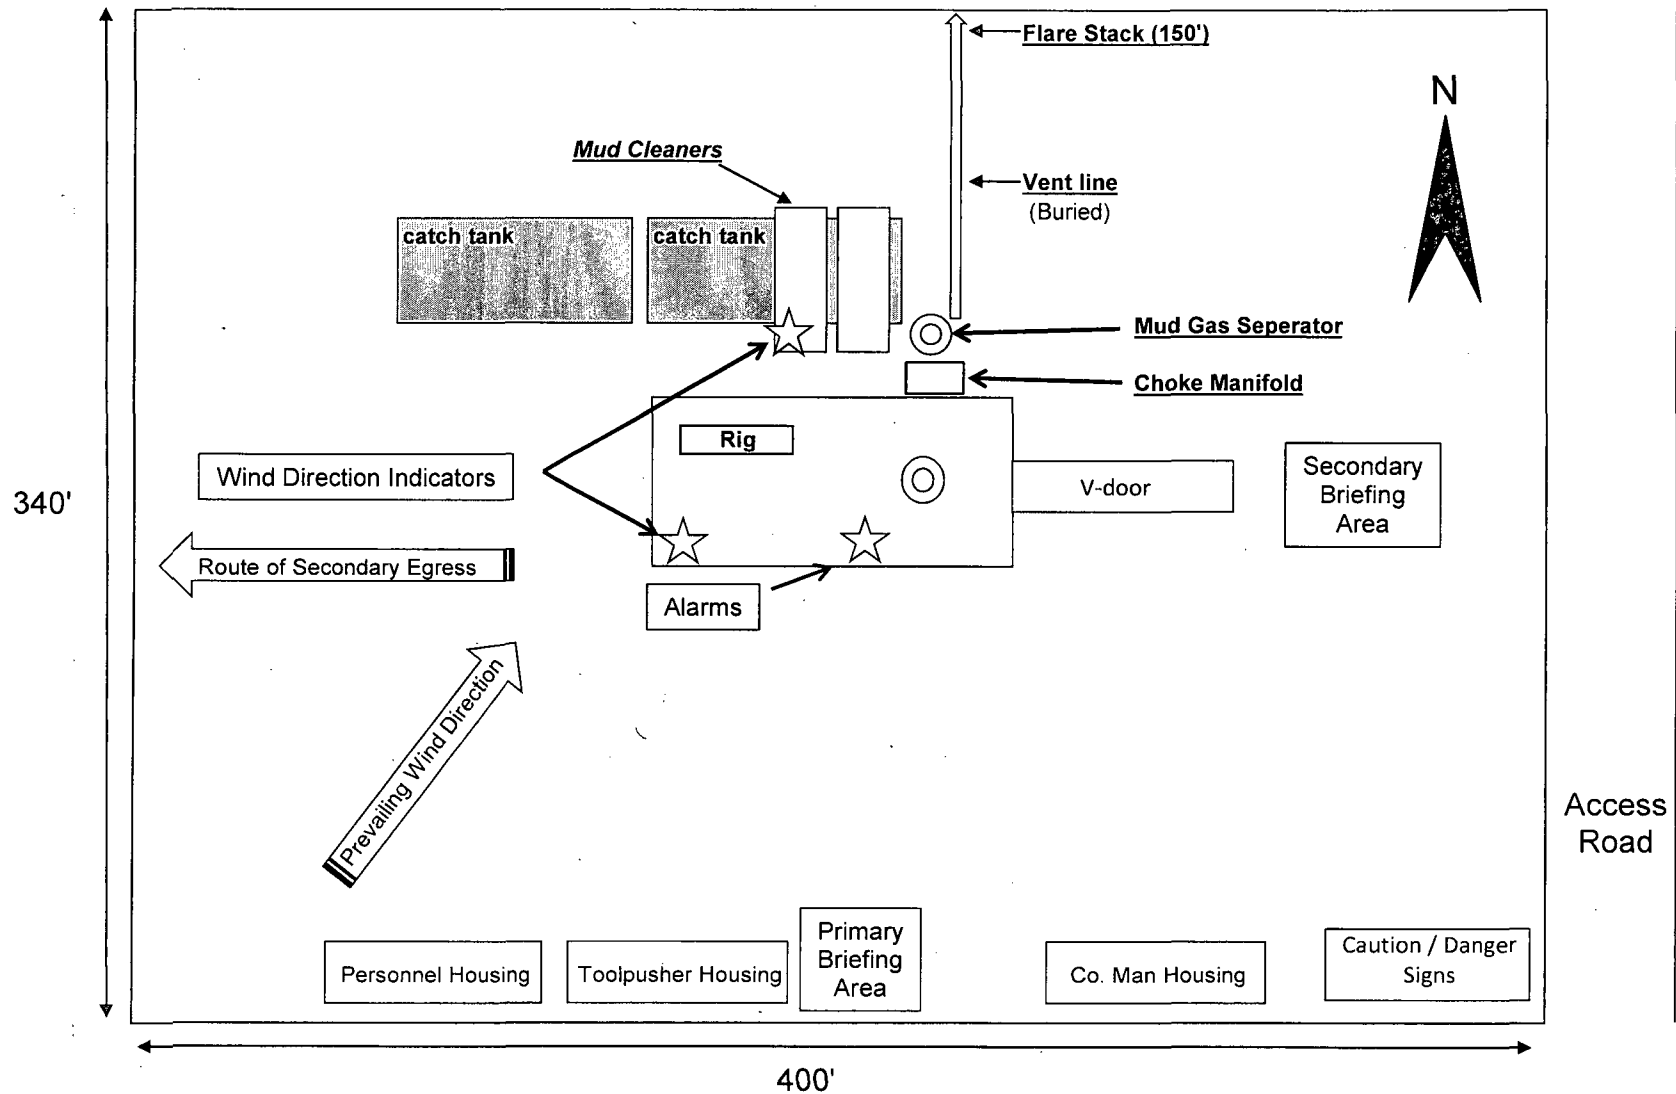 Flare Stack (150')
N
Mud Cleaners
Vent line
(Buried)
catch tank
catch tank
Mud Gas Seperator
Choke Manifold
Rig
Wind Direction Indicators
V-door
Secondary
Briefing
Area
340'
Route of Secondary Egress
Alarms
Prevailing Wind Direction
Access
Road
Personnel Housing
Toolpusher Housing
Primary
Briefing
Area
Co. Man Housing
Caution / Danger
Signs
400'